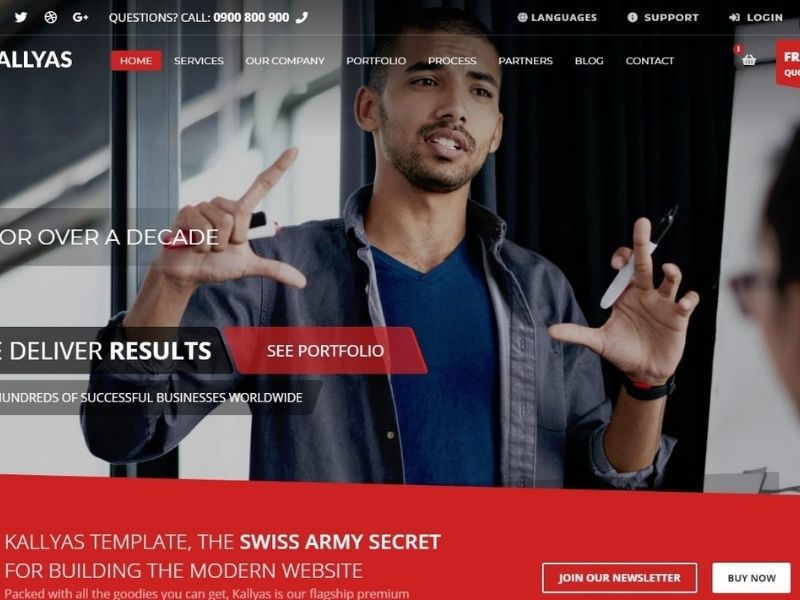 QUESTIONS? CALL: 0900 800 900
LANGUAGES
SUPPORT
LOGIN
ALLYAS
HOME
SERVICES
OUR COMPANY
PORTFOLIO
PROCESS
PARTNERS
BLOG
CONTACT
1
FR
QUO
OR OVER A DECADE
E DELIVER RESULTS
SEE PORTFOLIO
HUNDREDS OF SUCCESSFUL BUSINESSES WORLDWIDE
KALLYAS TEMPLATE, THE SWISS ARMY SECRET
FOR BUILDING THE MODERN WEBSITE
Packed with all the goodies you can get, Kallyas is our flagship premium
JOIN OUR NEWSLETTER
BUY NOW